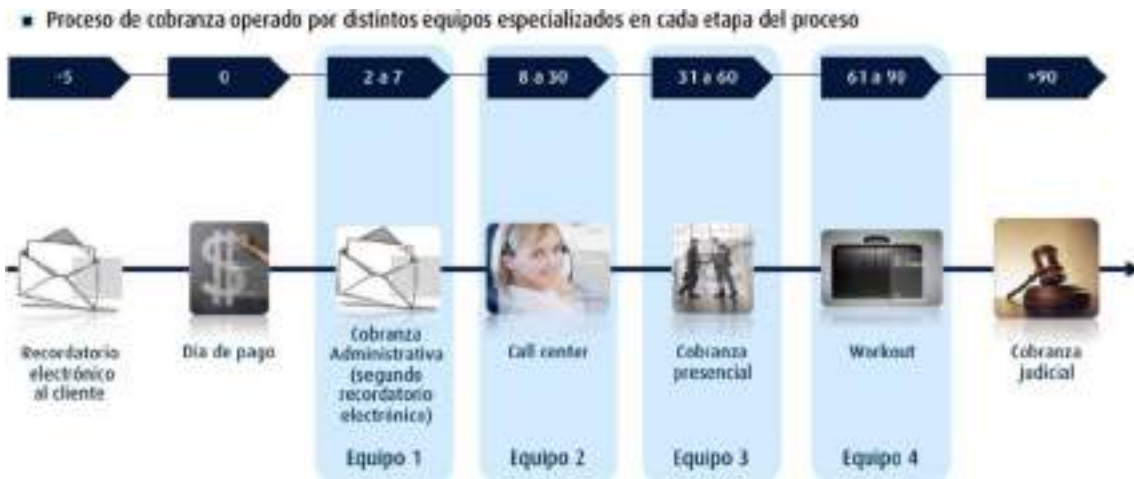 ▪ Proceso de cobranza operado por distintos equipos especializados en cada etapa del proceso
-5
0
2 a 7
8 a 30
31 a 60
61 a 90
>90
Recordatorio
electrónico
al cliente
Día de pago
Cobranza
Administrativa
(segundo
recordatorio
electrónico)
Call center
Cobranza
presencial
Workout
Cobranza
judicial
Equipo 1
Equipo 2
Equipo 3
Equipo 4